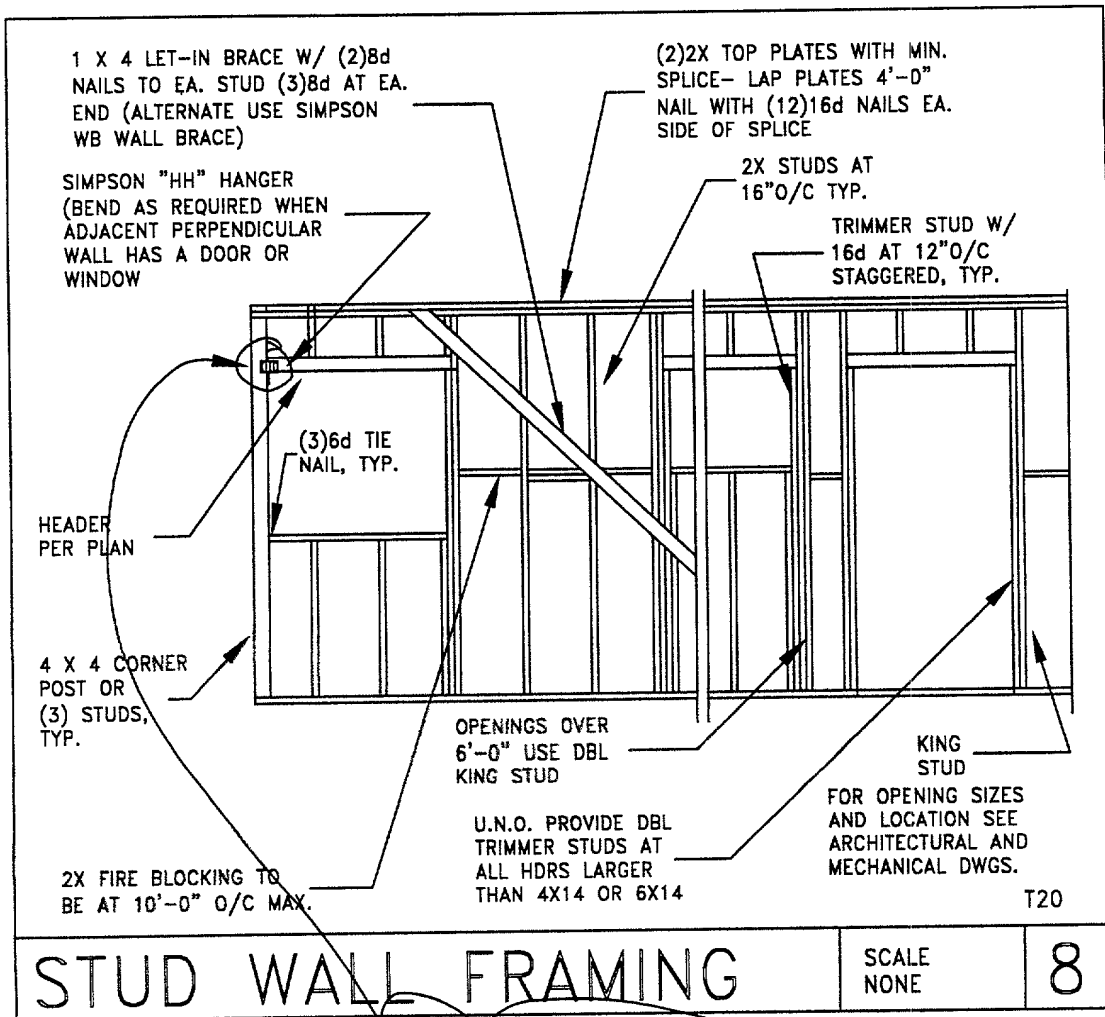 1 X 4 LET-IN BRACE W/ (2)8d
NAILS TO EA. STUD (3)8d AT EA.
END (ALTERNATE USE SIMPSON
WB WALL BRACE)
(2)2X TOP PLATES WITH MIN.
SPLICE- LAP PLATES 4'-0"
NAIL WITH (12)16d NAILS EA.
SIDE OF SPLICE
SIMPSON "HH" HANGER
(BEND AS REQUIRED WHEN
ADJACENT PERPENDICULAR
WALL HAS A DOOR OR
WINDOW
2X STUDS AT
16"O/C TYP.
TRIMMER STUD W/
16d AT 12"O/C
STAGGERED, TYP.
(3)6d TIE
NAIL, TYP.
HEADER
PER PLAN
4 X 4 CORNER
POST OR
(3) STUDS,
TYP.
OPENINGS OVER
6'-0" USE DBL
KING STUD
KING
STUD
U.N.O. PROVIDE DBL
TRIMMER STUDS AT
ALL HDRS LARGER
THAN 4X14 OR 6X14
FOR OPENING SIZES
AND LOCATION SEE
ARCHITECTURAL AND
MECHANICAL DWGS.
2X FIRE BLOCKING TO
BE AT 10'-0" O/C MAX.
T20
STUD WALL FRAMING
SCALE
NONE
8